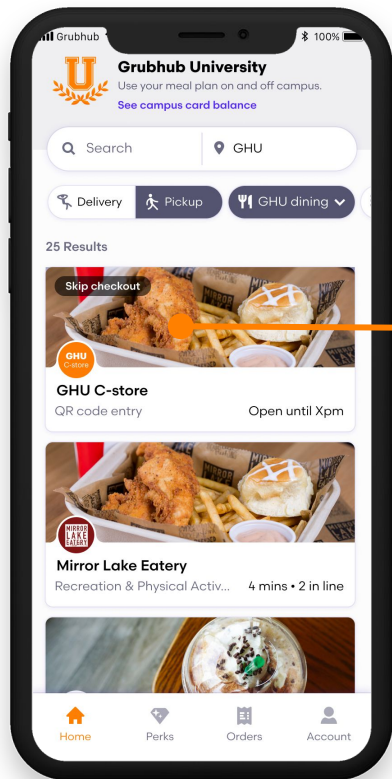 Grubhub
100%
Grubhub University
Use your meal plan on and off campus.
See campus card balance
Search
GHU
Delivery
Pickup
GHU dining
25 Results
Skip checkout
GHU
C-store
GHU C-store
QR code entry
Open until Xpm
MIRROR
LAKE
EATERY
Mirror Lake Eatery
Recreation & Physical Activ...
4 mins • 2 in line
Home
Perks
Orders
Account